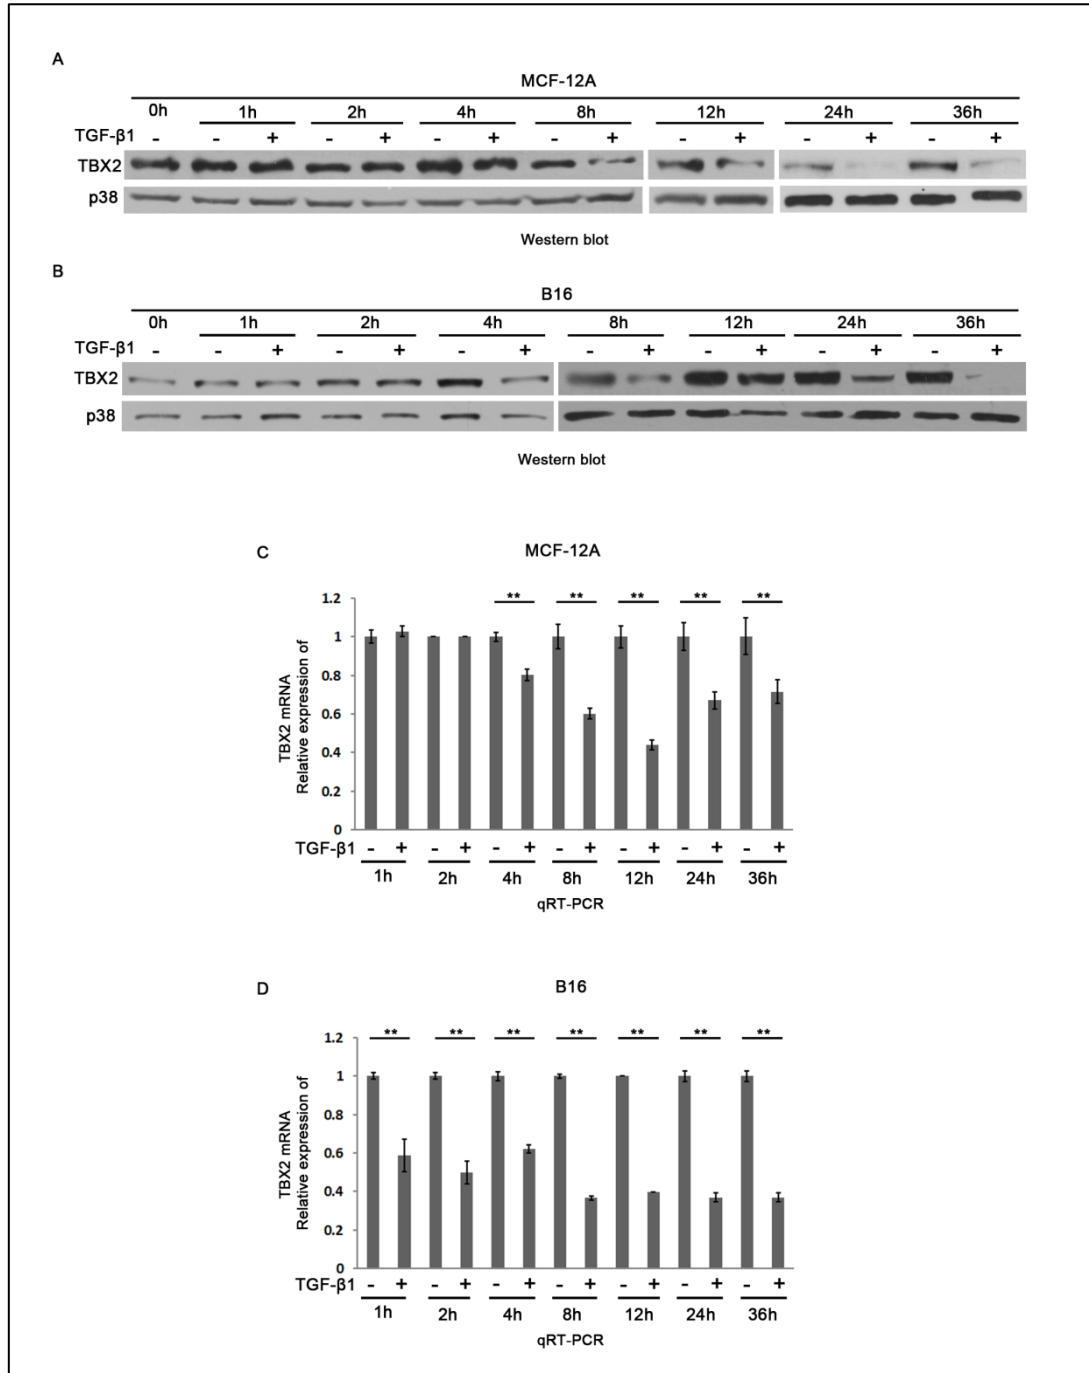 A
MCF-12A
0h 1h 2h 4h 8h 12h 24h 36h
TGF-β1 - - + - + - + - + - + - + - +
TBX2
p38
Western blot
B
B16
0h 1h 2h 4h 8h 12h 24h 36h
TGF-β1 - - + - + - + - + - + - + - +
TBX2
p38
Western blot
C
MCF-12A
** ** ** ** **
1.2
1
0.8
0.6
0.4
0.2
0
TBX2 mRNA
Relative expression of
TGF-β1 - + - + - + - + - + - + - +
1h 2h 4h 8h 12h 24h 36h
qRT-PCR
D
B16
** ** ** ** ** ** **
1.2
1
0.8
0.6
0.4
0.2
0
TBX2 mRNA
Relative expression of
TGF-β1 - + - + - + - + - + - + - +
1h 2h 4h 8h 12h 24h 36h
qRT-PCR